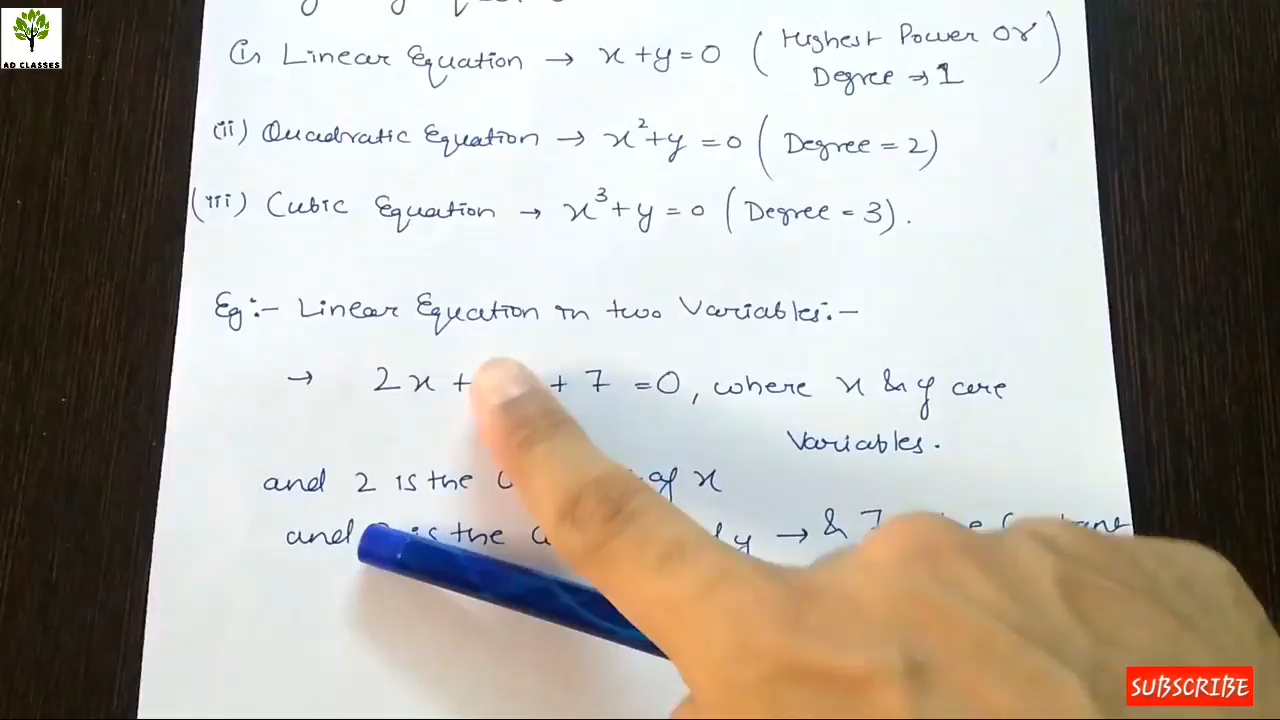 AD CLASSES
(i) Linear Equation → x + y = 0 ( Highest Power or
Degree ⇒ 1 )
(ii) Quadratic Equation → x² + y = 0 ( Degree = 2)
(iii) Cubic Equation → x³ + y = 0 ( Degree = 3).
Eg:- Linear Equation in two Variables:-
→ 2x + + 7 = 0, where x & y are
Variables.
and 2 is the of x
and is the y → & 7
SUBSCRIBE